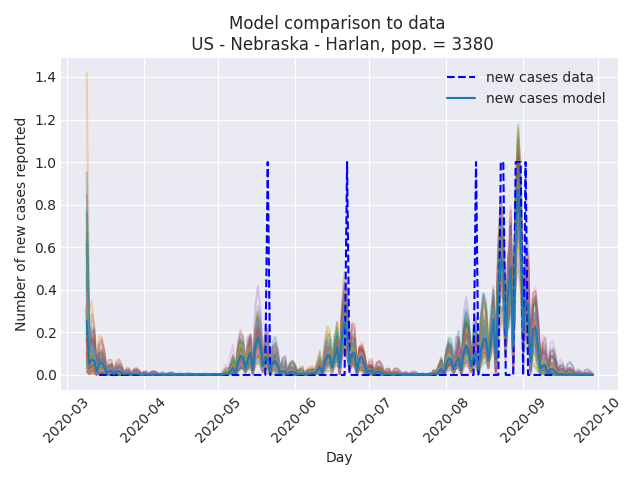 Model comparison to data
US - Nebraska - Harlan, pop. = 3380
new cases data
new cases model
Number of new cases reported
1.4
1.2
1.0
0.8
0.6
0.4
0.2
0.0
2020-03
2020-04
2020-05
2020-06
2020-07
2020-08
2020-09
2020-10
Day